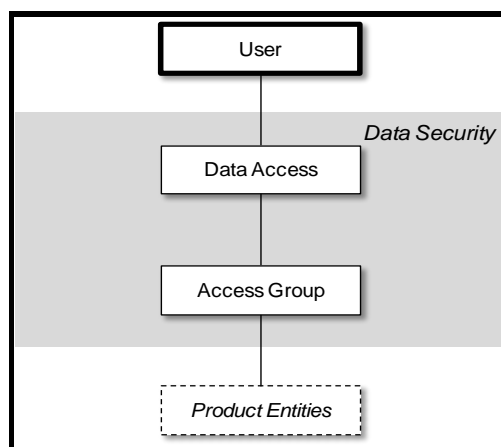 User
Data Security
Data Access
Access Group
Product Entities